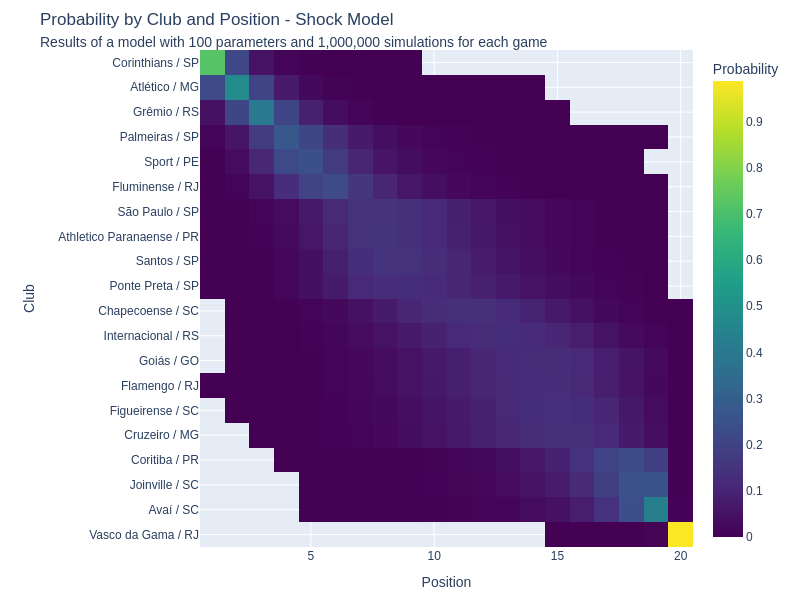 Probability by Club and Position - Shock Model
Results of a model with 100 parameters and 1,000,000 simulations for each game
Probability
Corinthians / SP
Atlético / MG
Grêmio / RS
Palmeiras / SP
Sport / PE
Fluminense / RJ
São Paulo / SP
Athletico Paranaense / PR
Santos / SP
Ponte Preta / SP
Chapecoense / SC
Internacional / RS
Goiás / GO
Flamengo / RJ
Figueirense / SC
Cruzeiro / MG
Coritiba / PR
Joinville / SC
Avaí / SC
Vasco da Gama / RJ
Club
5
10
15
20
Position
0.9
0.8
0.7
0.6
0.5
0.4
0.3
0.2
0.1
0